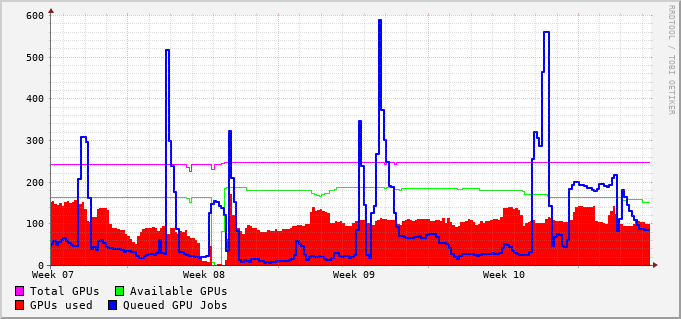 RRDTOOL / TOBI OETIKER
600
500
400
300
200
100
0
Week 07 Week 08 Week 09 Week 10
Total GPUs Available GPUs
GPUs used Queued GPU Jobs